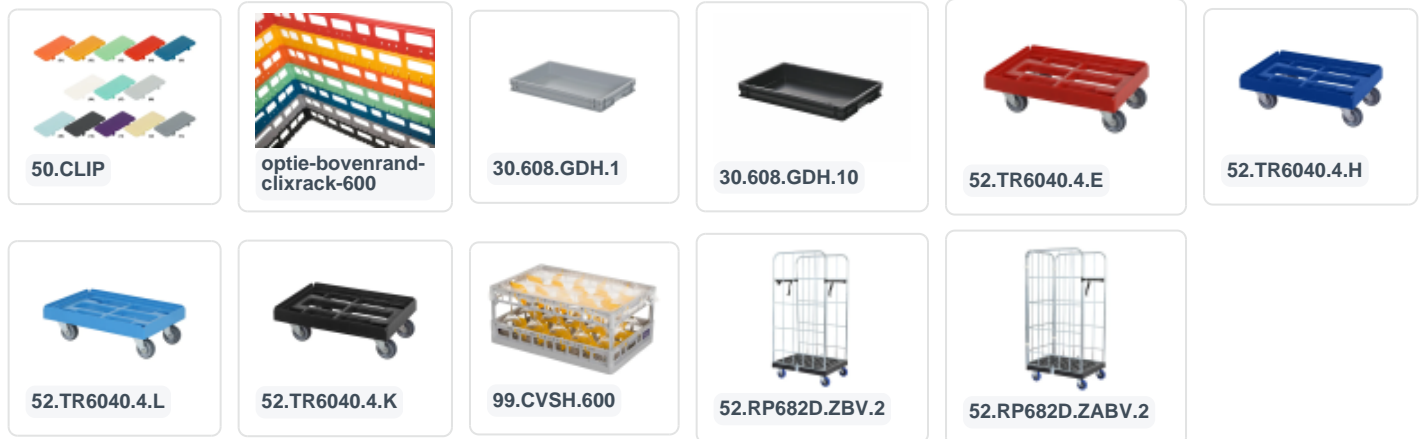 50.CLIP
optie-bovenrand-
clixrack-600
30.608.GDH.1
30.608.GDH.10
52.TR6040.4.E
52.TR6040.4.H
52.TR6040.4.L
52.TR6040.4.K
99.CVSH.600
52.RP682D.ZBV.2
52.RP682D.ZABV.2